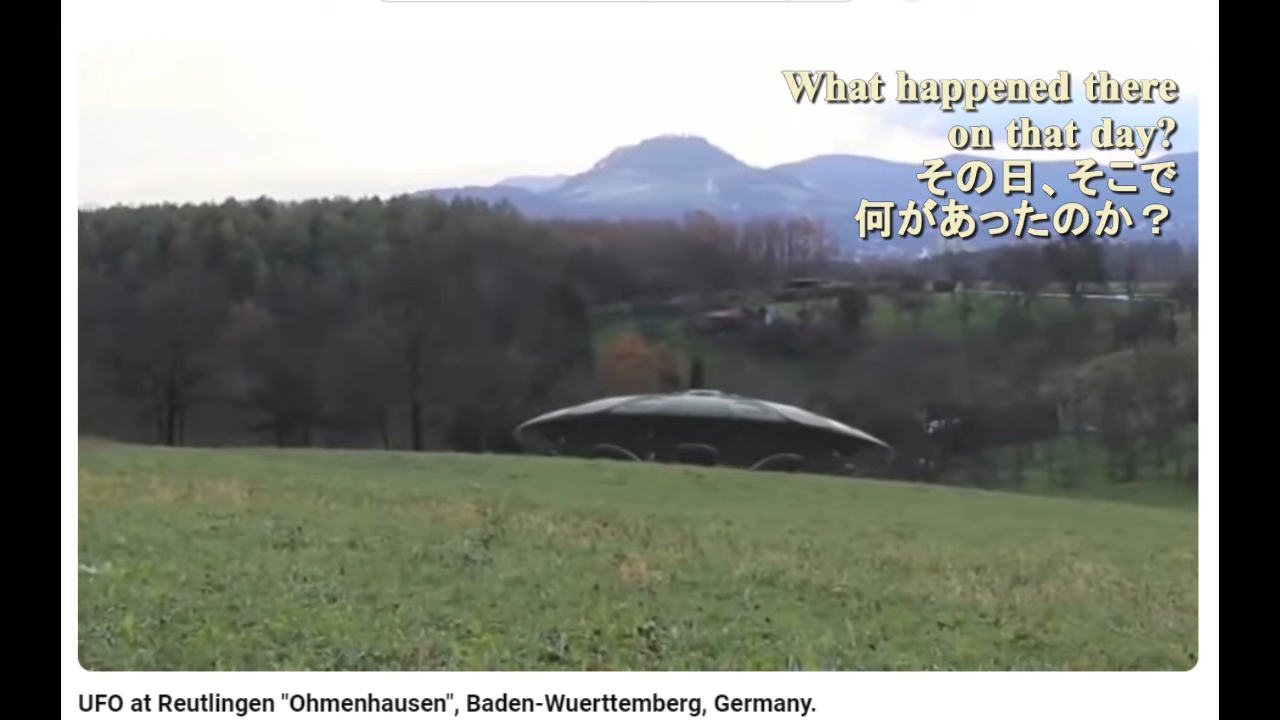 What happened there
on that day?
その日、そこで
何があったのか？
UFO at Reutlingen "Ohmenhausen", Baden-Wuerttemberg, Germany.